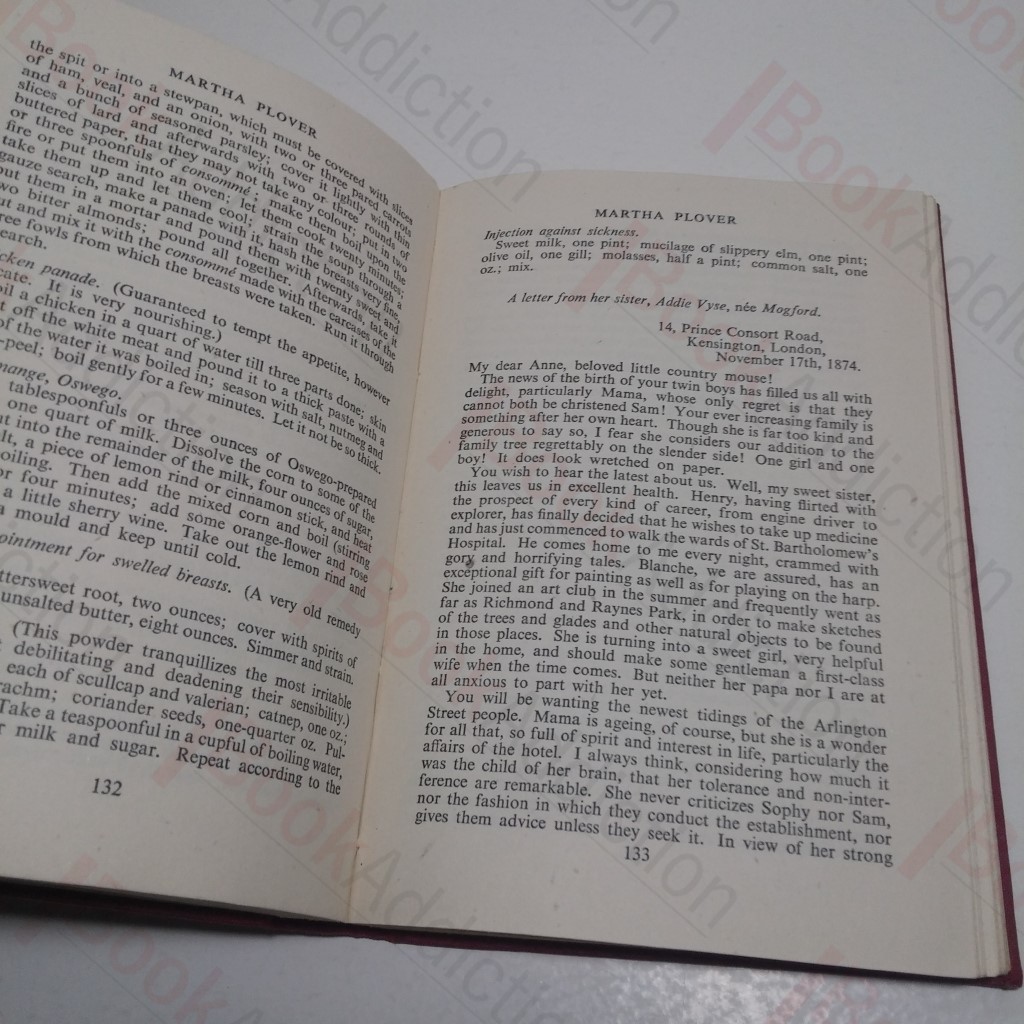 MARTHA PLOVER
the spit or into a stewpan, which must be covered with slices
of ham, veal, and an onion, with two or three pared carrots
and a bunch of seasoned parsley; cover it lightly with thin
slices of lard and afterwards with two or three rounds of
buttered paper, that they may not take any colour; put in two
or three spoonfuls of consommé; make them boil upon the
fire or put them into an oven; let them cook twenty minutes;
take them up and let them cool; strain the soup through a
gauze search, make a panade with it, hash the breasts very fine,
put them in a mortar and pound them with twenty sweet and
wo bitter almonds; pound all together. Afterwards, take it
ut and mix it with the consommé made with the carcases of the
ree fowls from which the breasts were taken. Run it through
earch.
cken panade. (Guaranteed to tempt the appetite, however
cate. It is very nourishing.)
il a chicken in a quart of water till three parts done; skin
t off the white meat and pound it to a thick paste with a
of the water it was boiled in; season with salt, nutmeg and
-peel; boil gently for a few minutes. Let it not be so thick.
mange, Oswego.
tablespoonfuls or three ounces of Oswego-prepared
one quart of milk. Dissolve the corn to some of the
ut into the remainder of the milk, four ounces of sugar,
lt, a piece of lemon rind or cinnamon stick, and heat
oiling. Then add the mixed corn and boil (stirring
or four minutes; add some orange-flower and rose
a little sherry wine. Take out the lemon rind and
a mould and keep until cold.
ointment for swelled breasts. (A very old remedy
ttersweet root, two ounces; cover with spirits of
unsalted butter, eight ounces. Simmer and strain.
(This powder tranquillizes the most irritable
debilitating and deadening their sensibility.)
each of scullcap and valerian; catnep, one oz.;
rachm; coriander seeds, one-quarter oz. Pul-
Take a teaspoonful in a cupful of boiling water,
r milk and sugar. Repeat according to the
132
MARTHA PLOVER
Injection against sickness.
Sweet milk, one pint; mucilage of slippery elm, one pint;
olive oil, one gill; molasses, half a pint; common salt, one
oz.; mix.
A letter from her sister, Addie Vyse, née Mogford.
14, Prince Consort Road,
Kensington, London,
November 17th, 1874.
My dear Anne, beloved little country mouse!
The news of the birth of your twin boys has filled us all with
delight, particularly Mama, whose only regret is that they
cannot both be christened Sam! Your ever increasing family is
something after her own heart. Though she is far too kind and
generous to say so, I fear she considers our addition to the
family tree regrettably on the slender side! One girl and one
boy! It does look wretched on paper.
You wish to hear the latest about us. Well, my sweet sister,
this leaves us in excellent health. Henry, having flirted with
the prospect of every kind of career, from engine driver to
explorer, has finally decided that he wishes to take up medicine
and has just commenced to walk the wards of St. Bartholomew's
Hospital. He comes home to me every night, crammed with
gory and horrifying tales. Blanche, we are assured, has an
exceptional gift for painting as well as for playing on the harp.
She joined an art club in the summer and frequently went as
far as Richmond and Raynes Park, in order to make sketches
of the trees and glades and other natural objects to be found
in those places. She is turning into a sweet girl, very helpful
in the home, and should make some gentleman a first-class
wife when the time comes. But neither her papa nor I are at
all anxious to part with her yet.
You will be wanting the newest tidings of the Arlington
Street people. Mama is ageing, of course, but she is a wonder
for all that, so full of spirit and interest in life, particularly the
affairs of the hotel. I always think, considering how much it
was the child of her brain, that her tolerance and non-inter-
ference are remarkable. She never criticizes Sophy nor Sam,
nor the fashion in which they conduct the establishment, nor
gives them advice unless they seek it. In view of her strong
133
BookAddiction